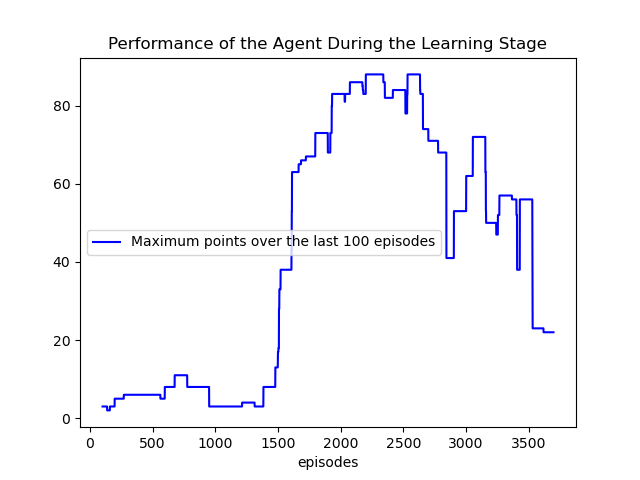 Performance of the Agent During the Learning Stage
80
60
Maximum points over the last 100 episodes
40
20
0
0 500 1000 1500 2000 2500 3000 3500
episodes